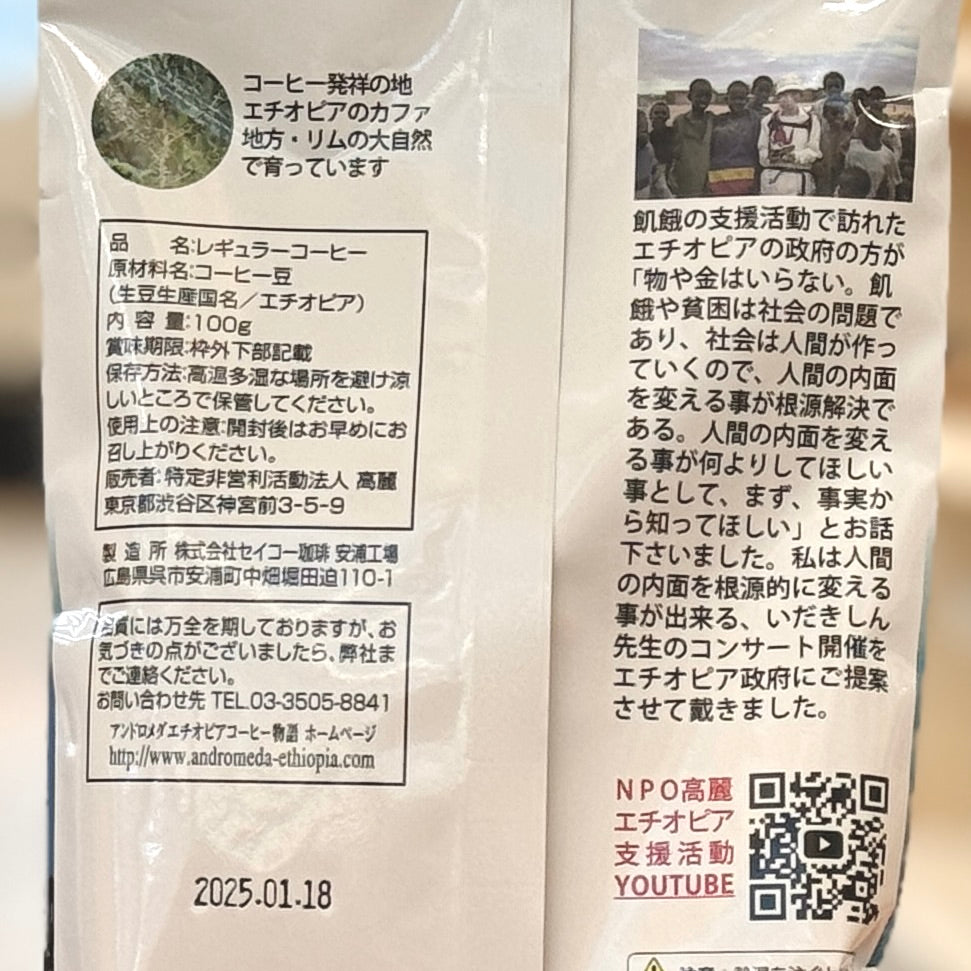 コーヒー発祥の地
エチオピアのカファ
地方・リムの大自然
で育っています
品　　名:レギュラーコーヒー
原材料名:コーヒー豆
（生豆生産国名／エチオピア）
内 容 量:100g
賞味期限:枠外下部記載
保存方法:高温多湿な場所を避け涼
しいところで保管してください。
使用上の注意:開封後はお早めにお
召し上がりください。
販売者:特定非営利活動法人 高麗
東京都渋谷区神宮前3-5-9
製 造 所 株式会社セイコー珈琲 安浦工場
広島県呉市安浦町中畑堀田迫110-1
品質には万全を期しておりますが、お
気づきの点がございましたら、弊社ま
でご連絡ください。
お問い合わせ先 TEL.03-3505-8841
アンドロメダエチオピアコーヒー物語 ホームページ
http://www.andromeda-ethiopia.com
2025.01.18
飢餓の支援活動で訪れた
エチオピアの政府の方が
「物や金はいらない。飢
餓や貧困は社会の問題で
あり、社会は人間が作っ
ていくので、人間の内面
を変える事が根源解決で
ある。人間の内面を変え
る事が何よりしてほしい
事として、まず、事実か
ら知ってほしい」とお話
下さいました。私は人間
の内面を根源的に変える
事が出来る、いだきしん
先生のコンサート開催を
エチオピア政府にご提案
させて戴きました。
NPO高麗
エチオピア
支援活動
YOUTUBE